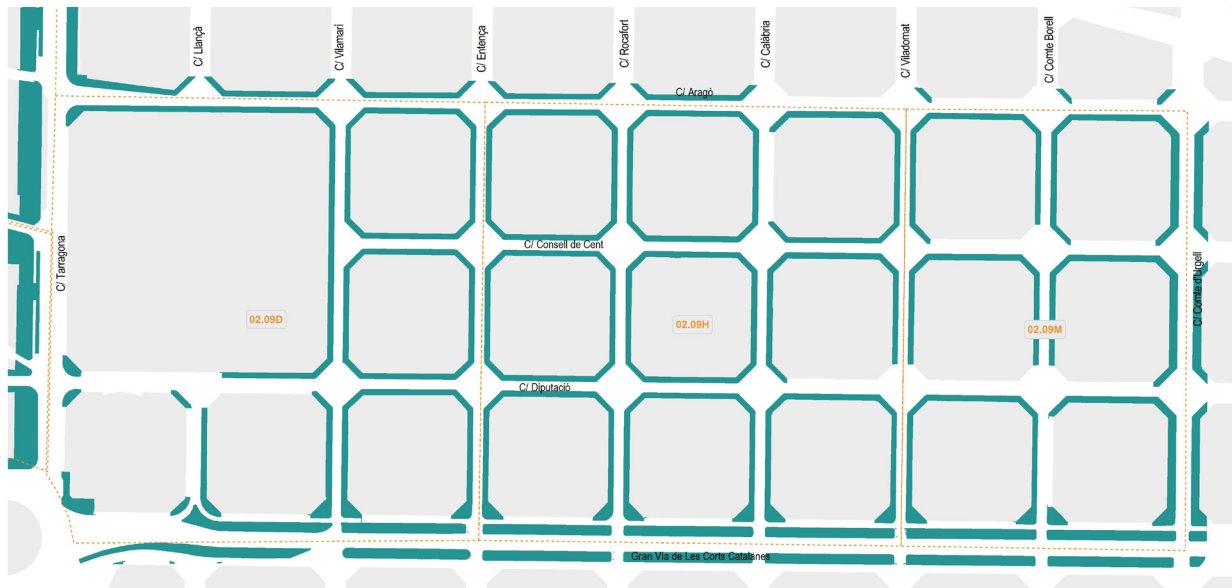 C/ Llançà
C/ Vilamarí
C/ Entença
C/ Rocafort
C/ Calàbria
C/ Viladomat
C/ Comte Borell
C/ Aragó
C/ Tarragona
C/ Consell de Cent
C/ Comte d'Urgell
02.09D
02.09H
02.09M
C/ Diputació
Gran Via de Les Corts Catalanes